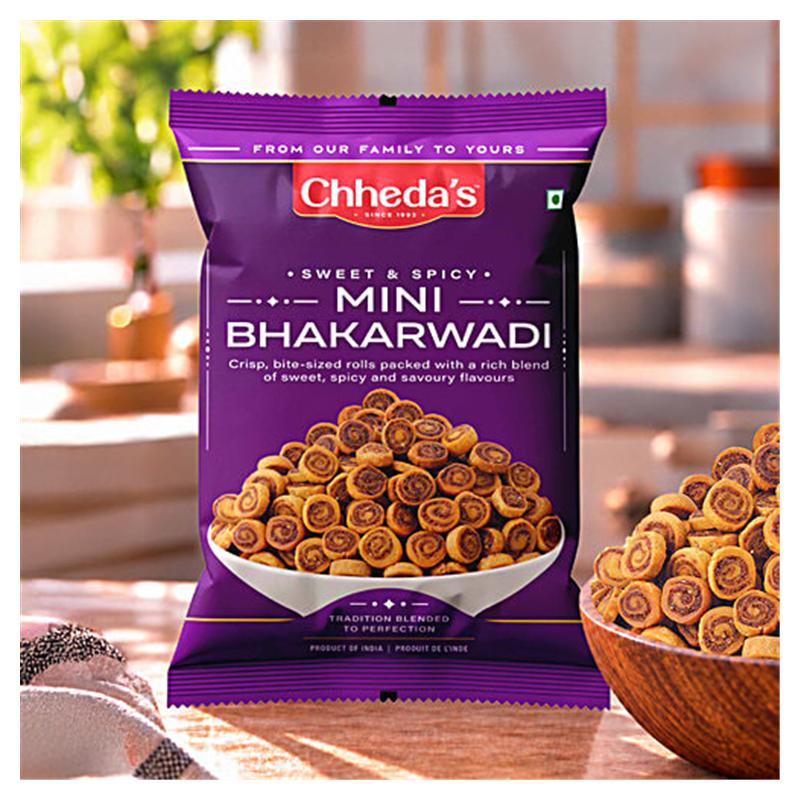 FROM OUR FAMILY TO YOURS
Chheda's™
• SINCE 1993 •
• SWEET & SPICY •
MINI
BHAKARWADI
Crisp, bite-sized rolls packed with a rich blend
of sweet, spicy and savoury flavours
TRADITION BLENDED
TO PERFECTION
PRODUCT OF INDIA | PRODUIT DE L'INDE